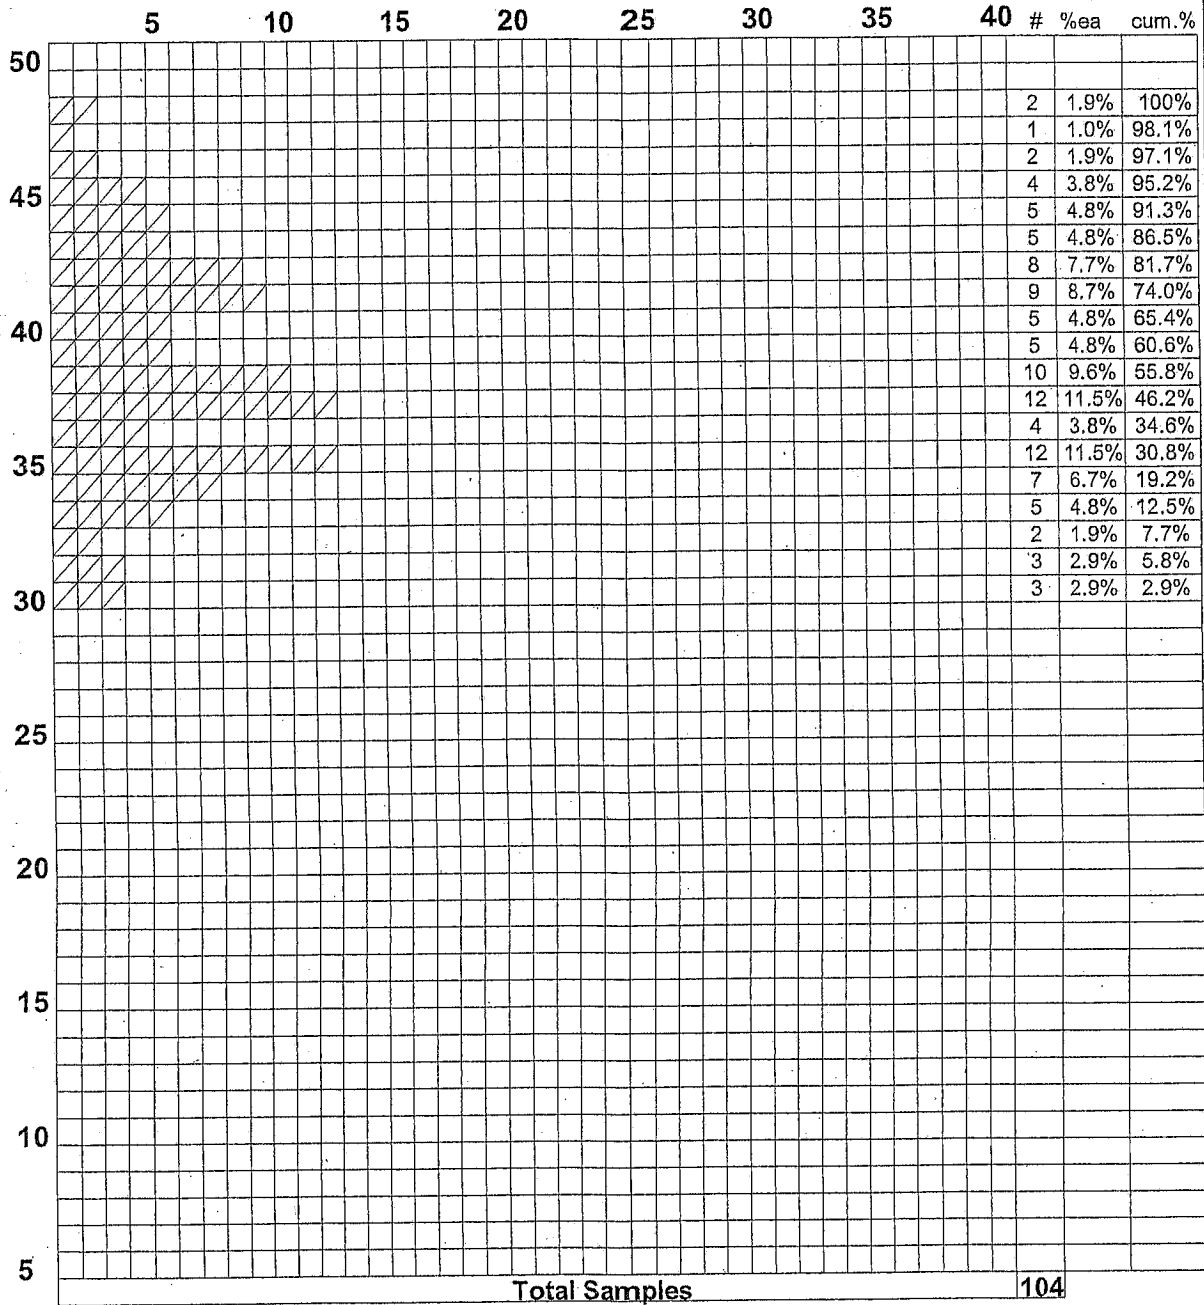 5 10 15 20 25 30 35 40 # %ea cum.%
50
2 1.9% 100%
1 1.0% 98.1%
2 1.9% 97.1%
45 4 3.8% 95.2%
5 4.8% 91.3%
5 4.8% 86.5%
8 7.7% 81.7%
9 8.7% 74.0%
40 5 4.8% 65.4%
5 4.8% 60.6%
10 9.6% 55.8%
12 11.5% 46.2%
4 3.8% 34.6%
35 12 11.5% 30.8%
7 6.7% 19.2%
5 4.8% 12.5%
2 1.9% 7.7%
3 2.9% 5.8%
30 3 2.9% 2.9%
25
20
15
10
5
Total Samples 104